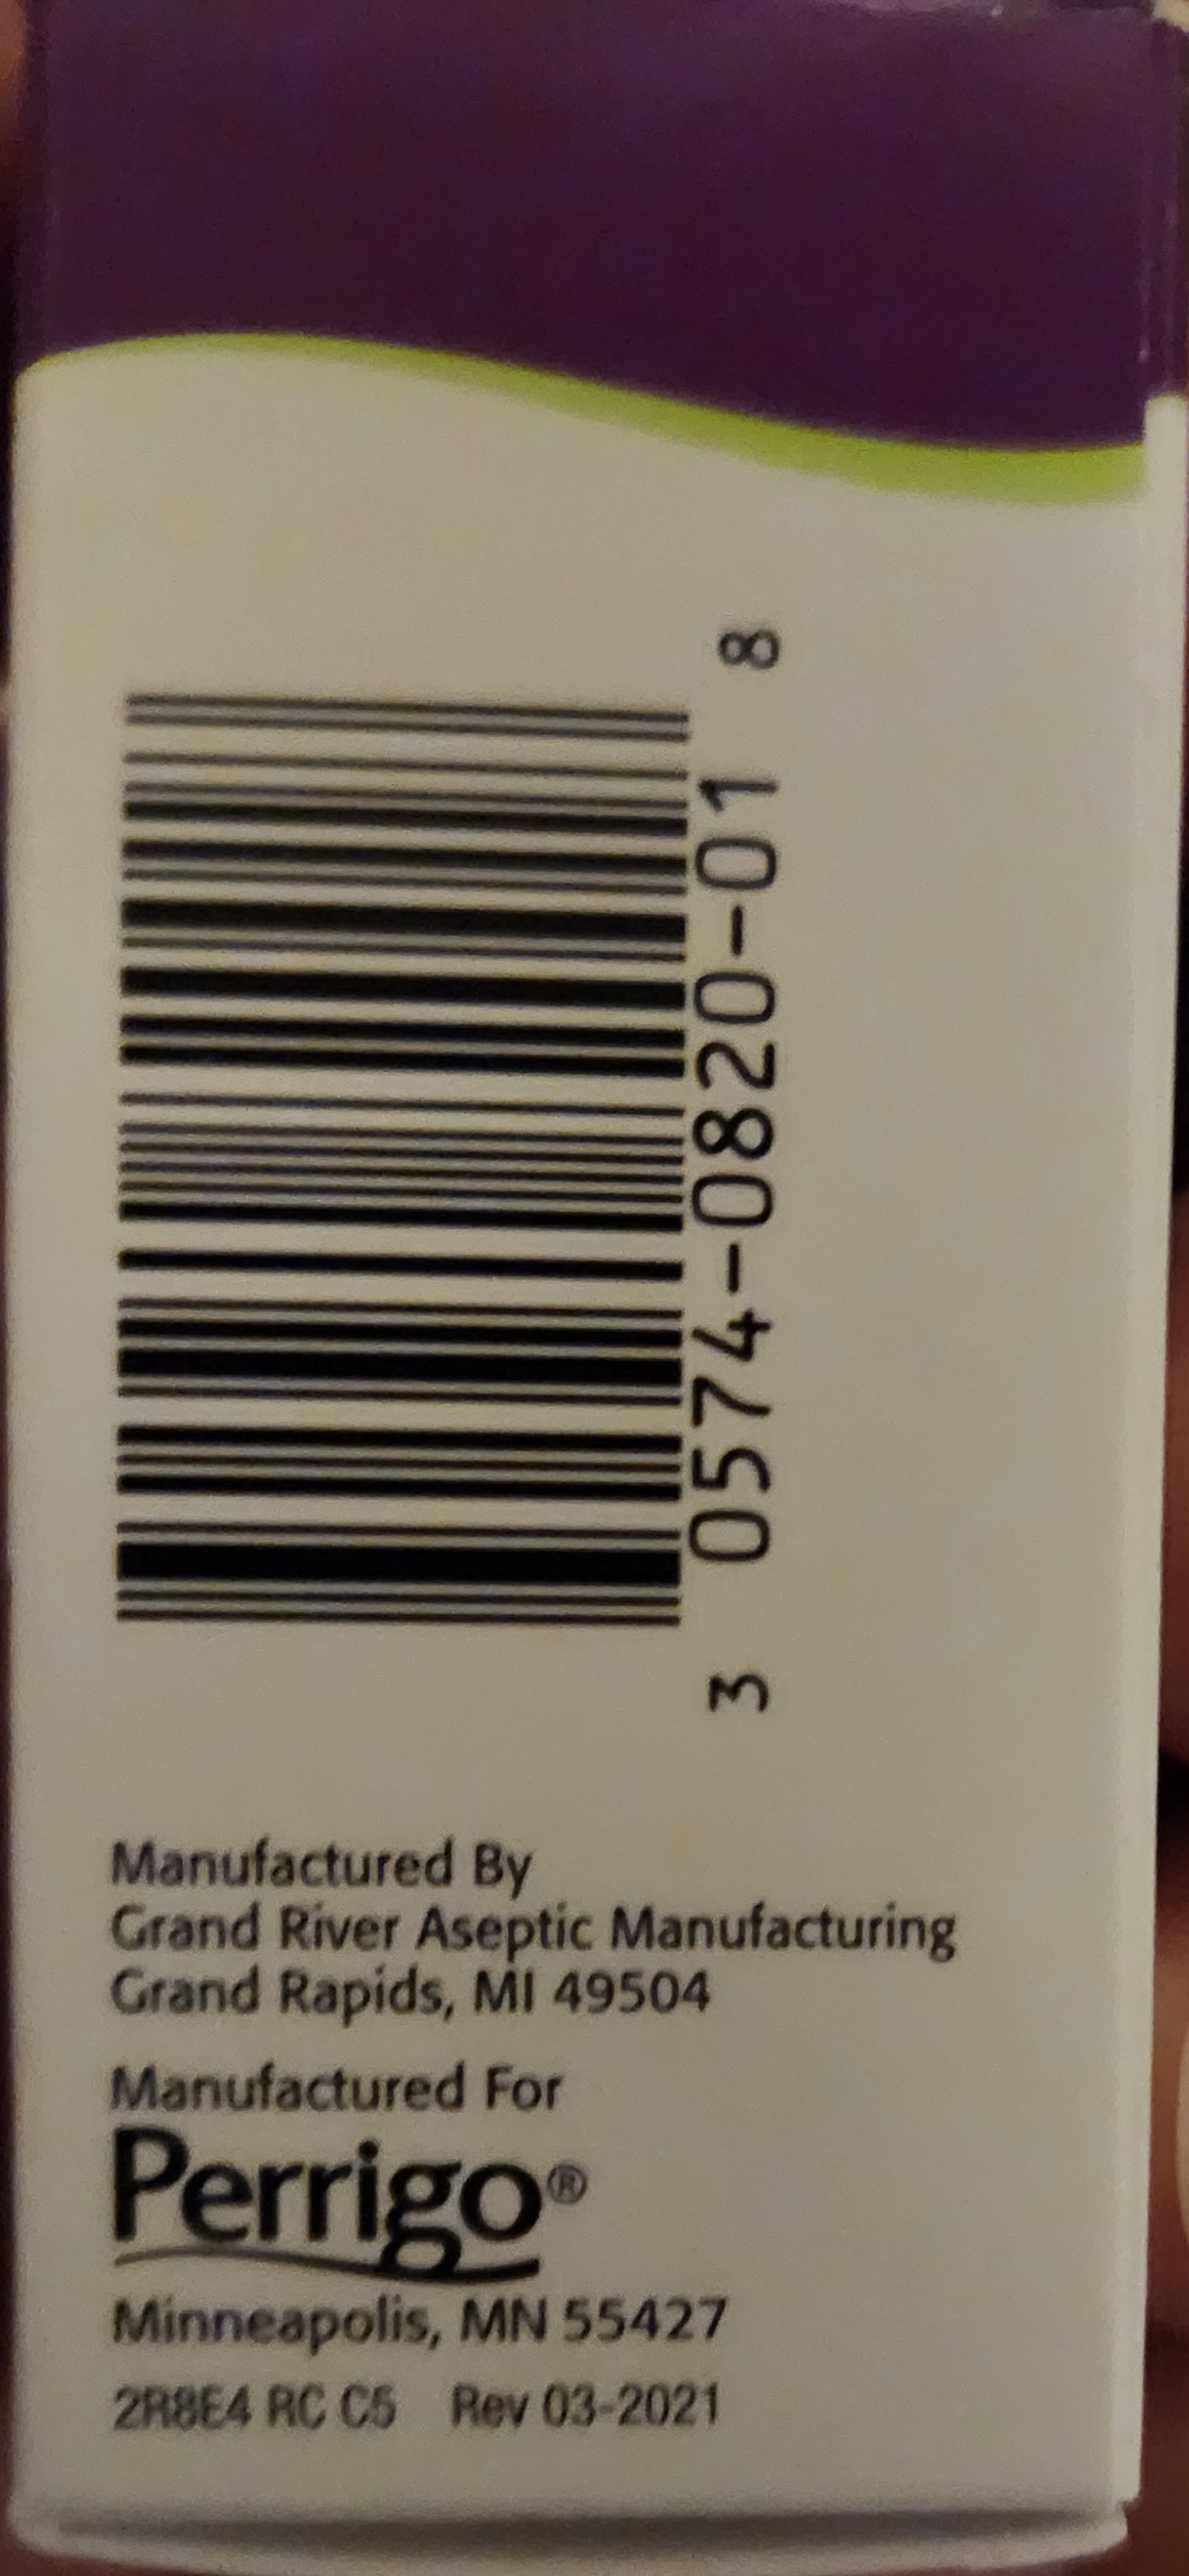 3 0574-0820-01 8
Manufactured By
Grand River Aseptic Manufacturing
Grand Rapids, MI 49504
Manufactured For
Perrigo®
Minneapolis, MN 55427
2R8E4 RC C5 Rev 03-2021